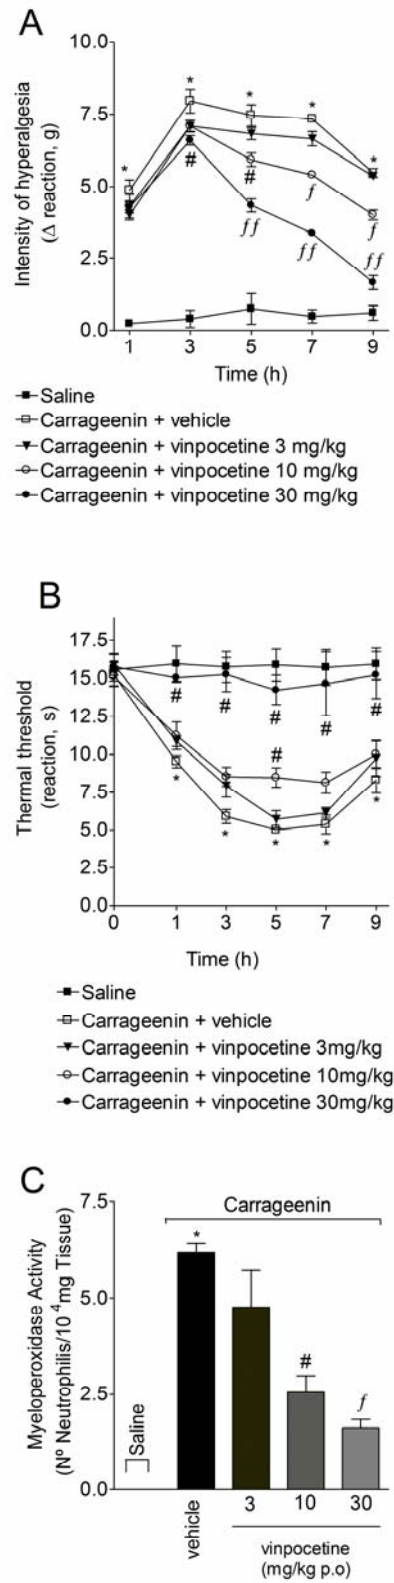 A
10.0
7.5
5.0
2.5
0.0
Intensity of hyperalgesia
(Δ reaction, g)
* * * * *
# #
ƒ ƒ
ƒƒ ƒƒ ƒƒ
1 3 5 7 9
Time (h)
Saline
Carrageenin + vehicle
Carrageenin + vinpocetine 3 mg/kg
Carrageenin + vinpocetine 10 mg/kg
Carrageenin + vinpocetine 30 mg/kg
B
17.5
15.0
12.5
10.0
7.5
5.0
2.5
0.0
Thermal threshold
(reaction, s)
# # # # #
#
* * * * *
0 1 3 5 7 9
Time (h)
Saline
Carrageenin + vehicle
Carrageenin + vinpocetine 3mg/kg
Carrageenin + vinpocetine 10mg/kg
Carrageenin + vinpocetine 30mg/kg
C
7.5
5.0
2.5
0.0
Myeloperoxidase Activity
(Nº Neutrophilis/10⁴mg Tissue)
Carrageenin
*
#
ƒ
Saline
vehicle
3 10 30
vinpocetine
(mg/kg p.o)